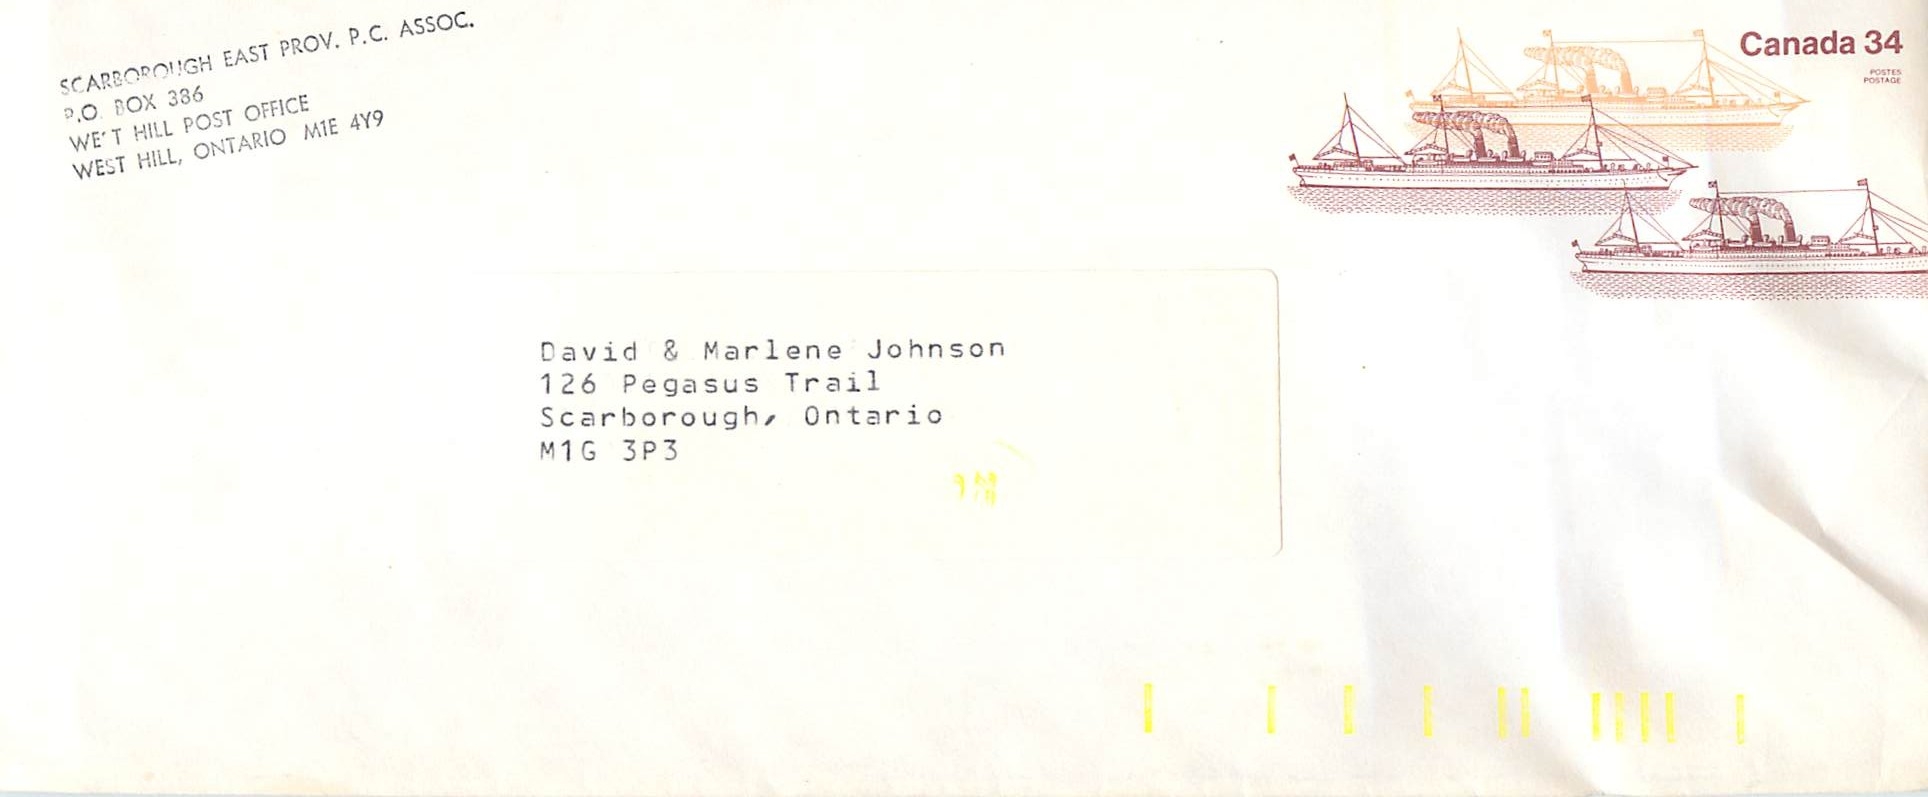 SCARBOROUGH EAST PROV. P.C. ASSOC.
P.O. BOX 386
WE'T HILL POST OFFICE
WEST HILL, ONTARIO M1E 4Y9
Canada 34
POSTES
POSTAGE
David & Marlene Johnson
126 Pegasus Trail
Scarborough, Ontario
M1G 3P3